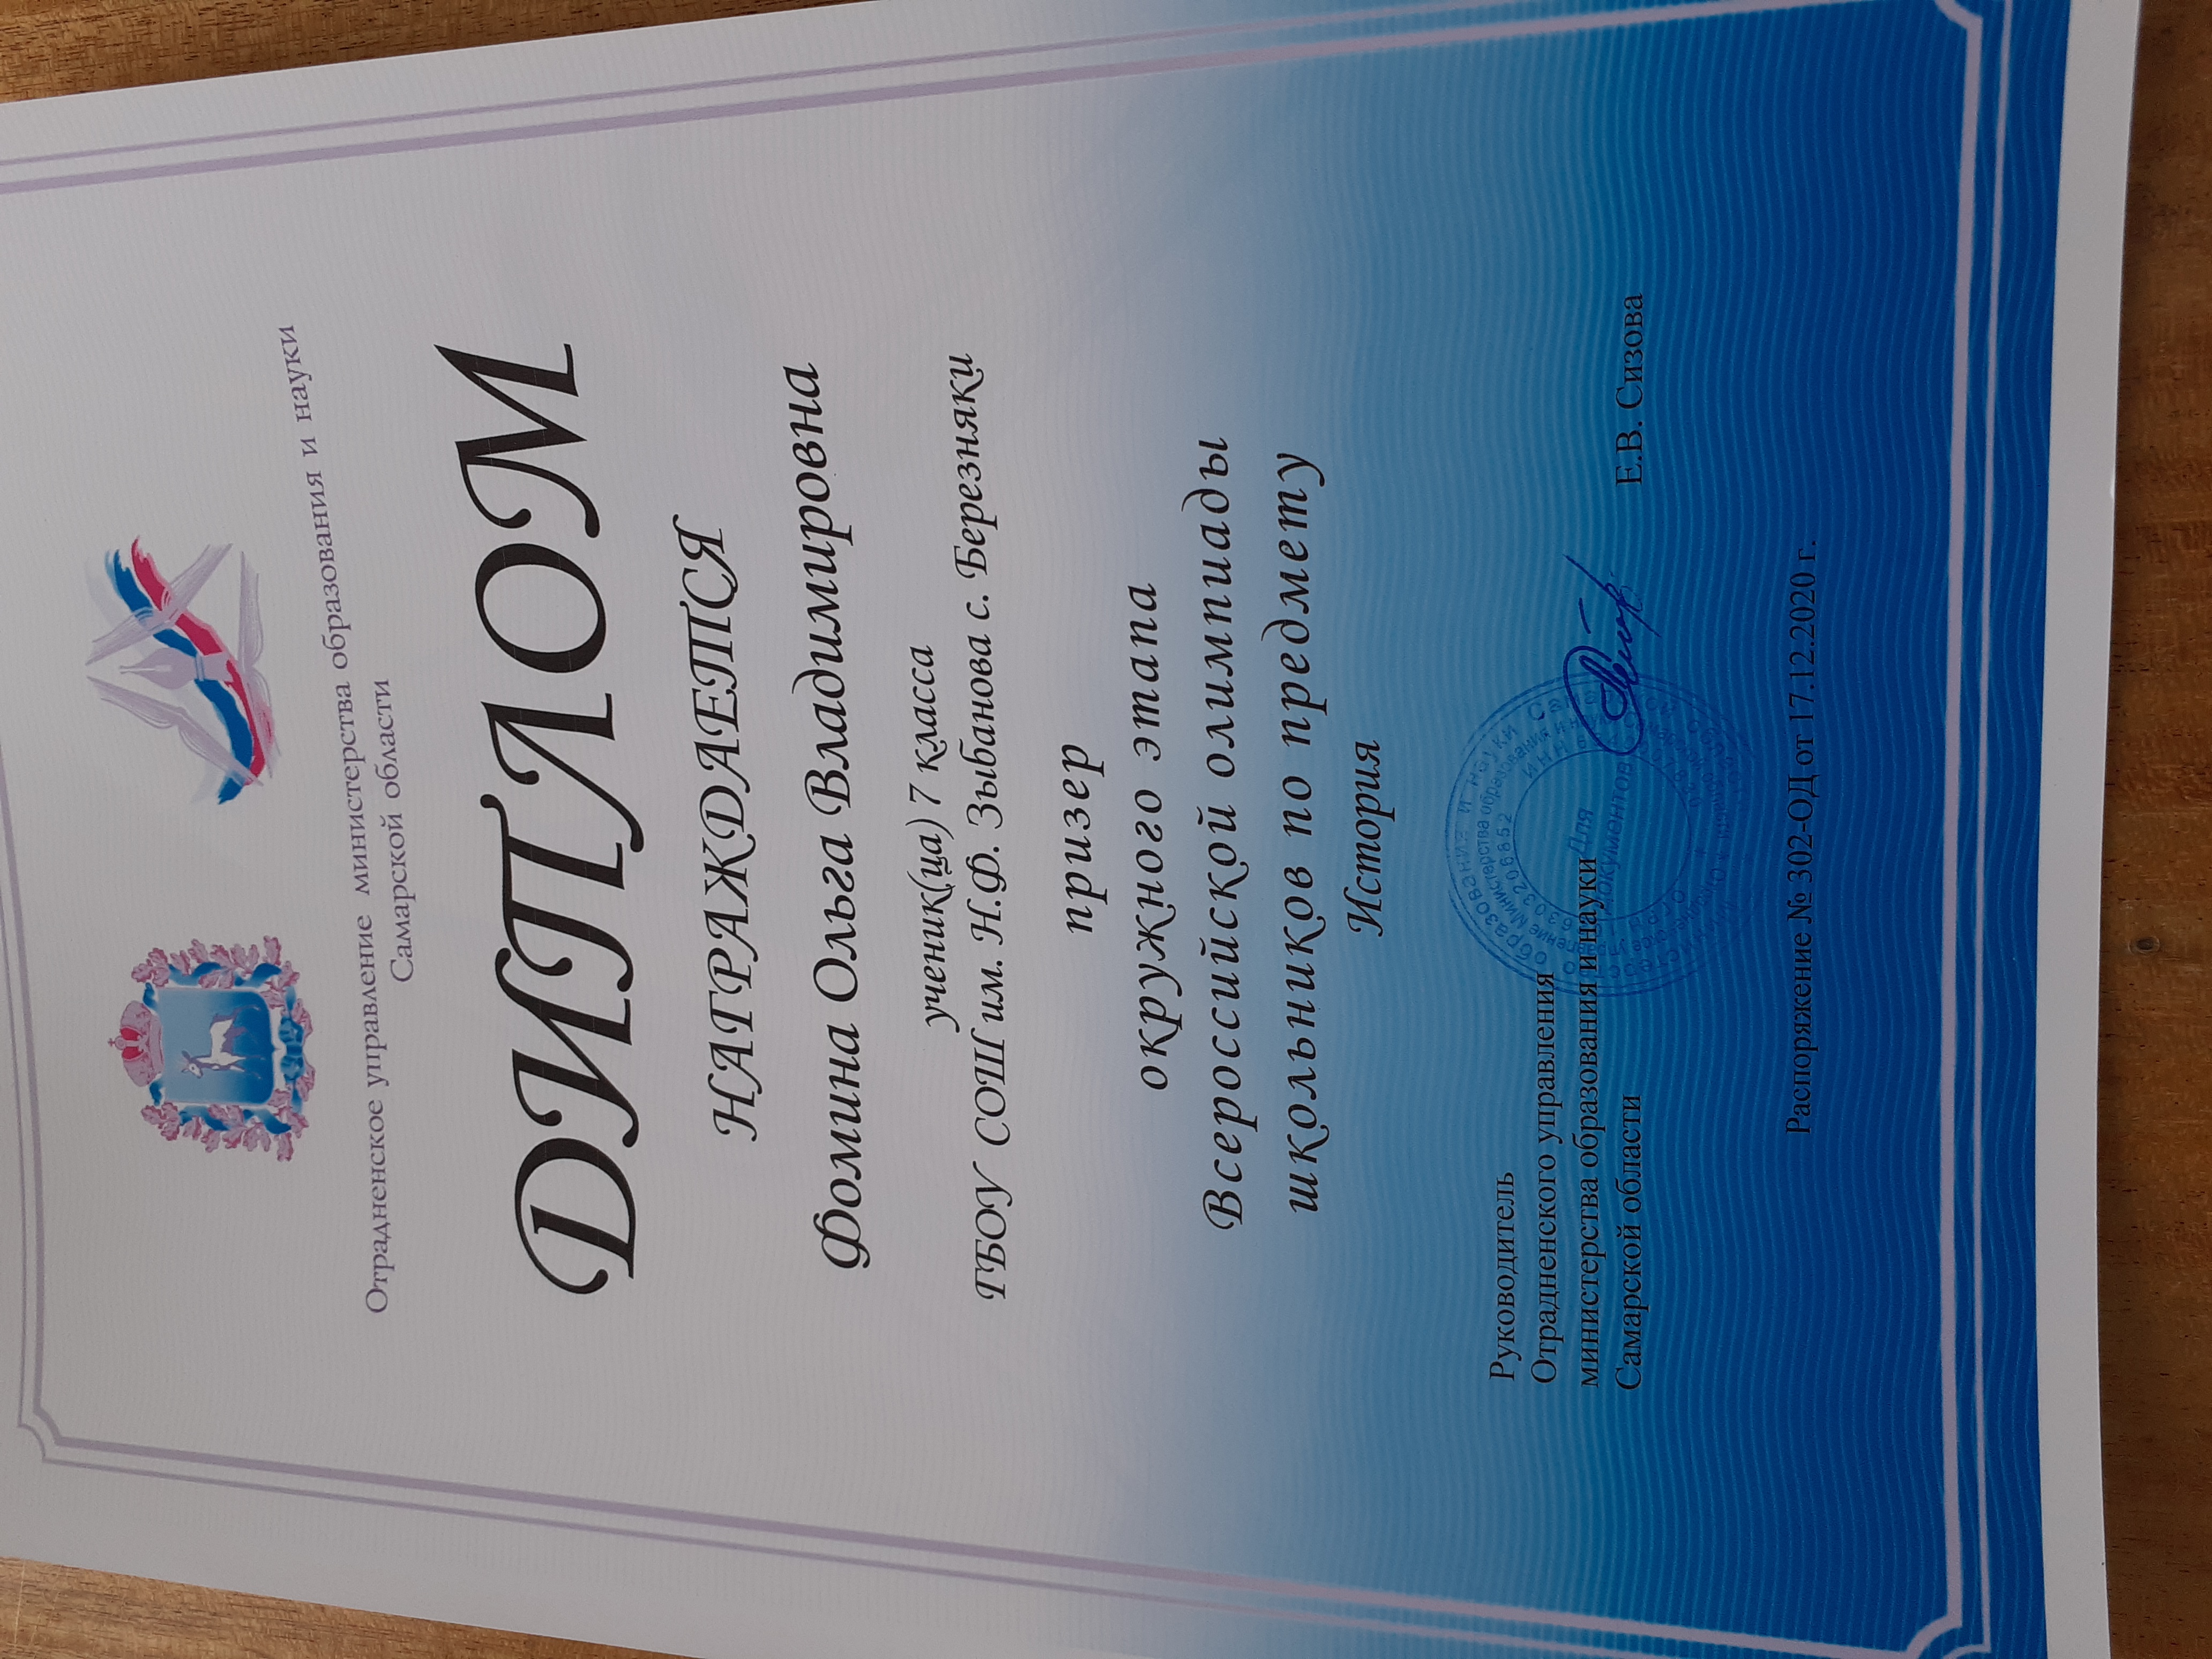 Отрадненское управление министерства образования и науки
Самарской области
ДИПЛОМ
НАГРАЖДАЕТСЯ
Фомина Ольга Владимировна
ученик(ца) 7 класса
ГБОУ СОШ им. Н.Ф. Зыбанова с. Березняки
призер
окружного этапа
Всероссийской олимпиады
школьников по предмету
История
Руководитель
Отрадненского управления
министерства образования и науки
Самарской области
Е.В. Сизова
Для
документов
Распоряжение № 302-ОД от 17.12.2020 г.